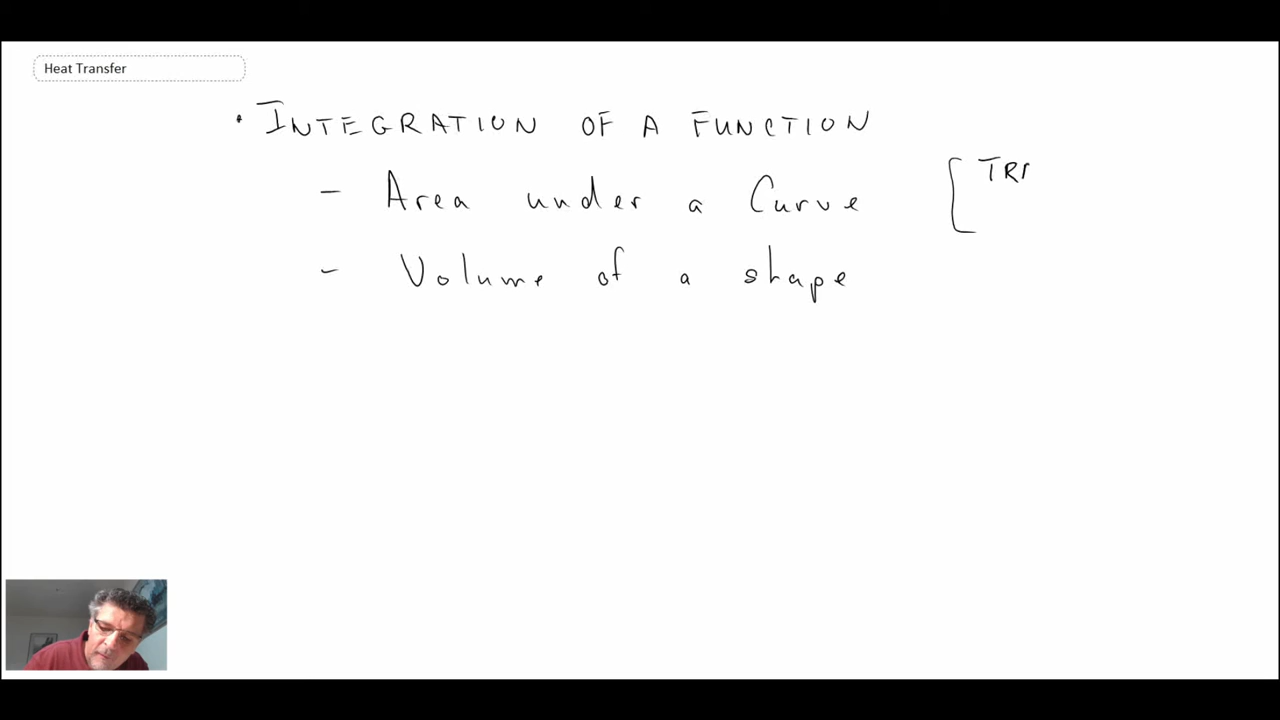 Heat Transfer
• INTEGRATION OF A FUNCTION
- Area under a Curve
- Volume of a shape